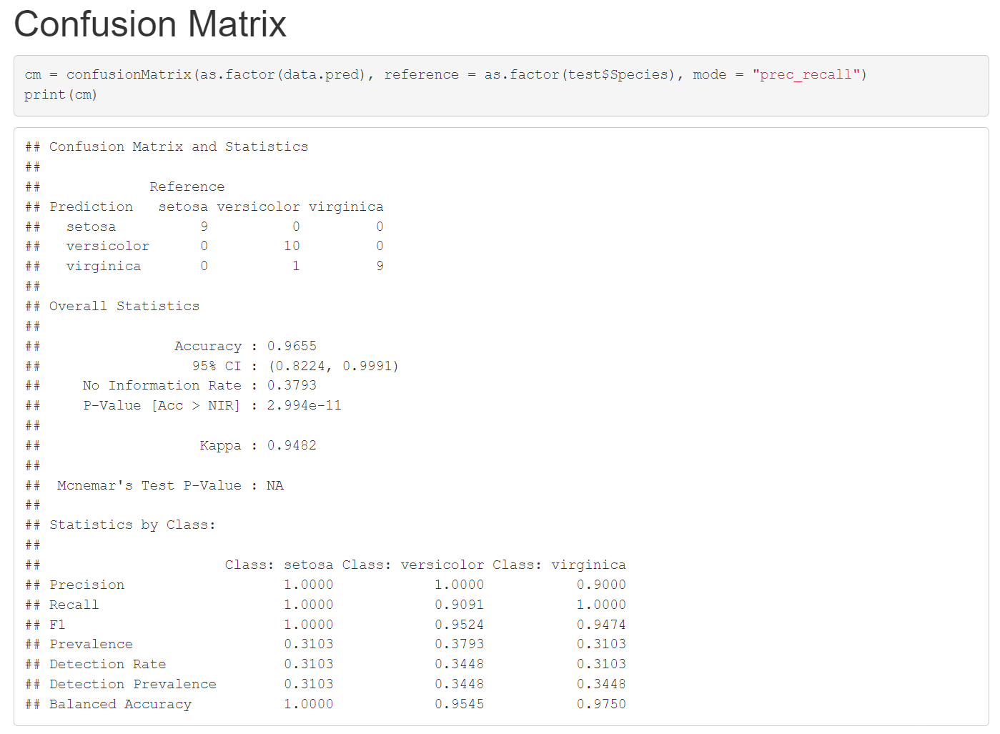 Confusion Matrix
cm = confusionMatrix(as.factor(data.pred), reference = as.factor(test$Species), mode = "prec_recall")
print(cm)
## Confusion Matrix and Statistics
##
##             Reference
## Prediction   setosa versicolor virginica
##   setosa          9          0         0
##   versicolor      0         10         0
##   virginica       0          1         9
##
## Overall Statistics
##
##                Accuracy : 0.9655
##                  95% CI : (0.8224, 0.9991)
##     No Information Rate : 0.3793
##     P-Value [Acc > NIR] : 2.994e-11
##
##                   Kappa : 0.9482
##
##  Mcnemar's Test P-Value : NA
##
## Statistics by Class:
##
##                      Class: setosa Class: versicolor Class: virginica
## Precision                   1.0000            1.0000           0.9000
## Recall                      1.0000            0.9091           1.0000
## F1                          1.0000            0.9524           0.9474
## Prevalence                  0.3103            0.3793           0.3103
## Detection Rate              0.3103            0.3448           0.3103
## Detection Prevalence        0.3103            0.3448           0.3448
## Balanced Accuracy           1.0000            0.9545           0.9750